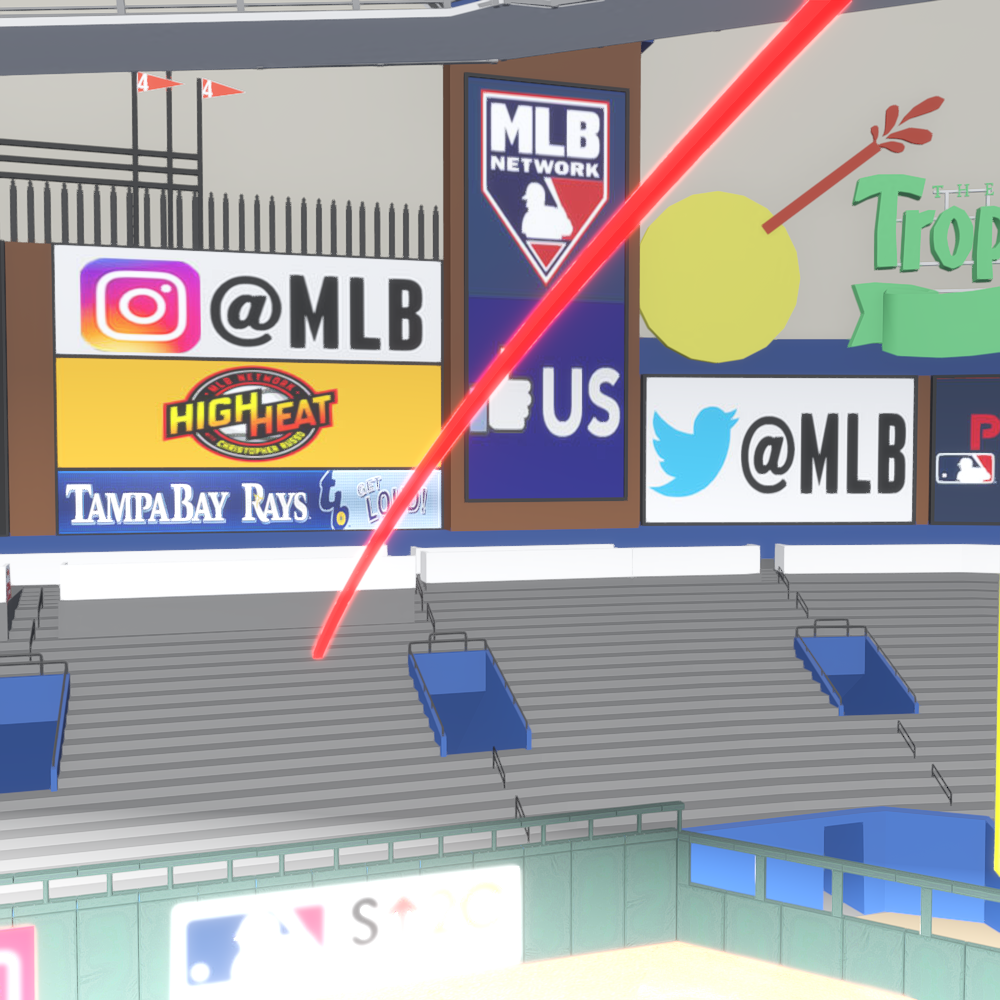 4
4
MLB
NETWORK
@MLB
MLB NETWORK
HIGH HEAT
CHRISTOPHER RUSSO
TAMPA BAY RAYS
GET
LOUD!
US
@MLB
THE
Trop
P